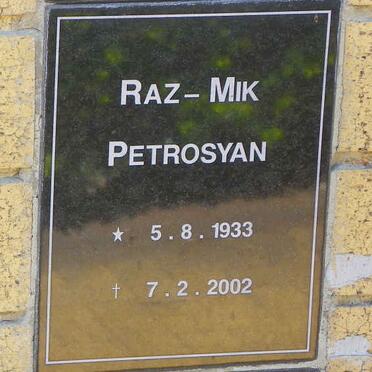 RAZ – MIK
PETROSYAN
★ 5 . 8 . 1933
† 7 . 2 . 2002